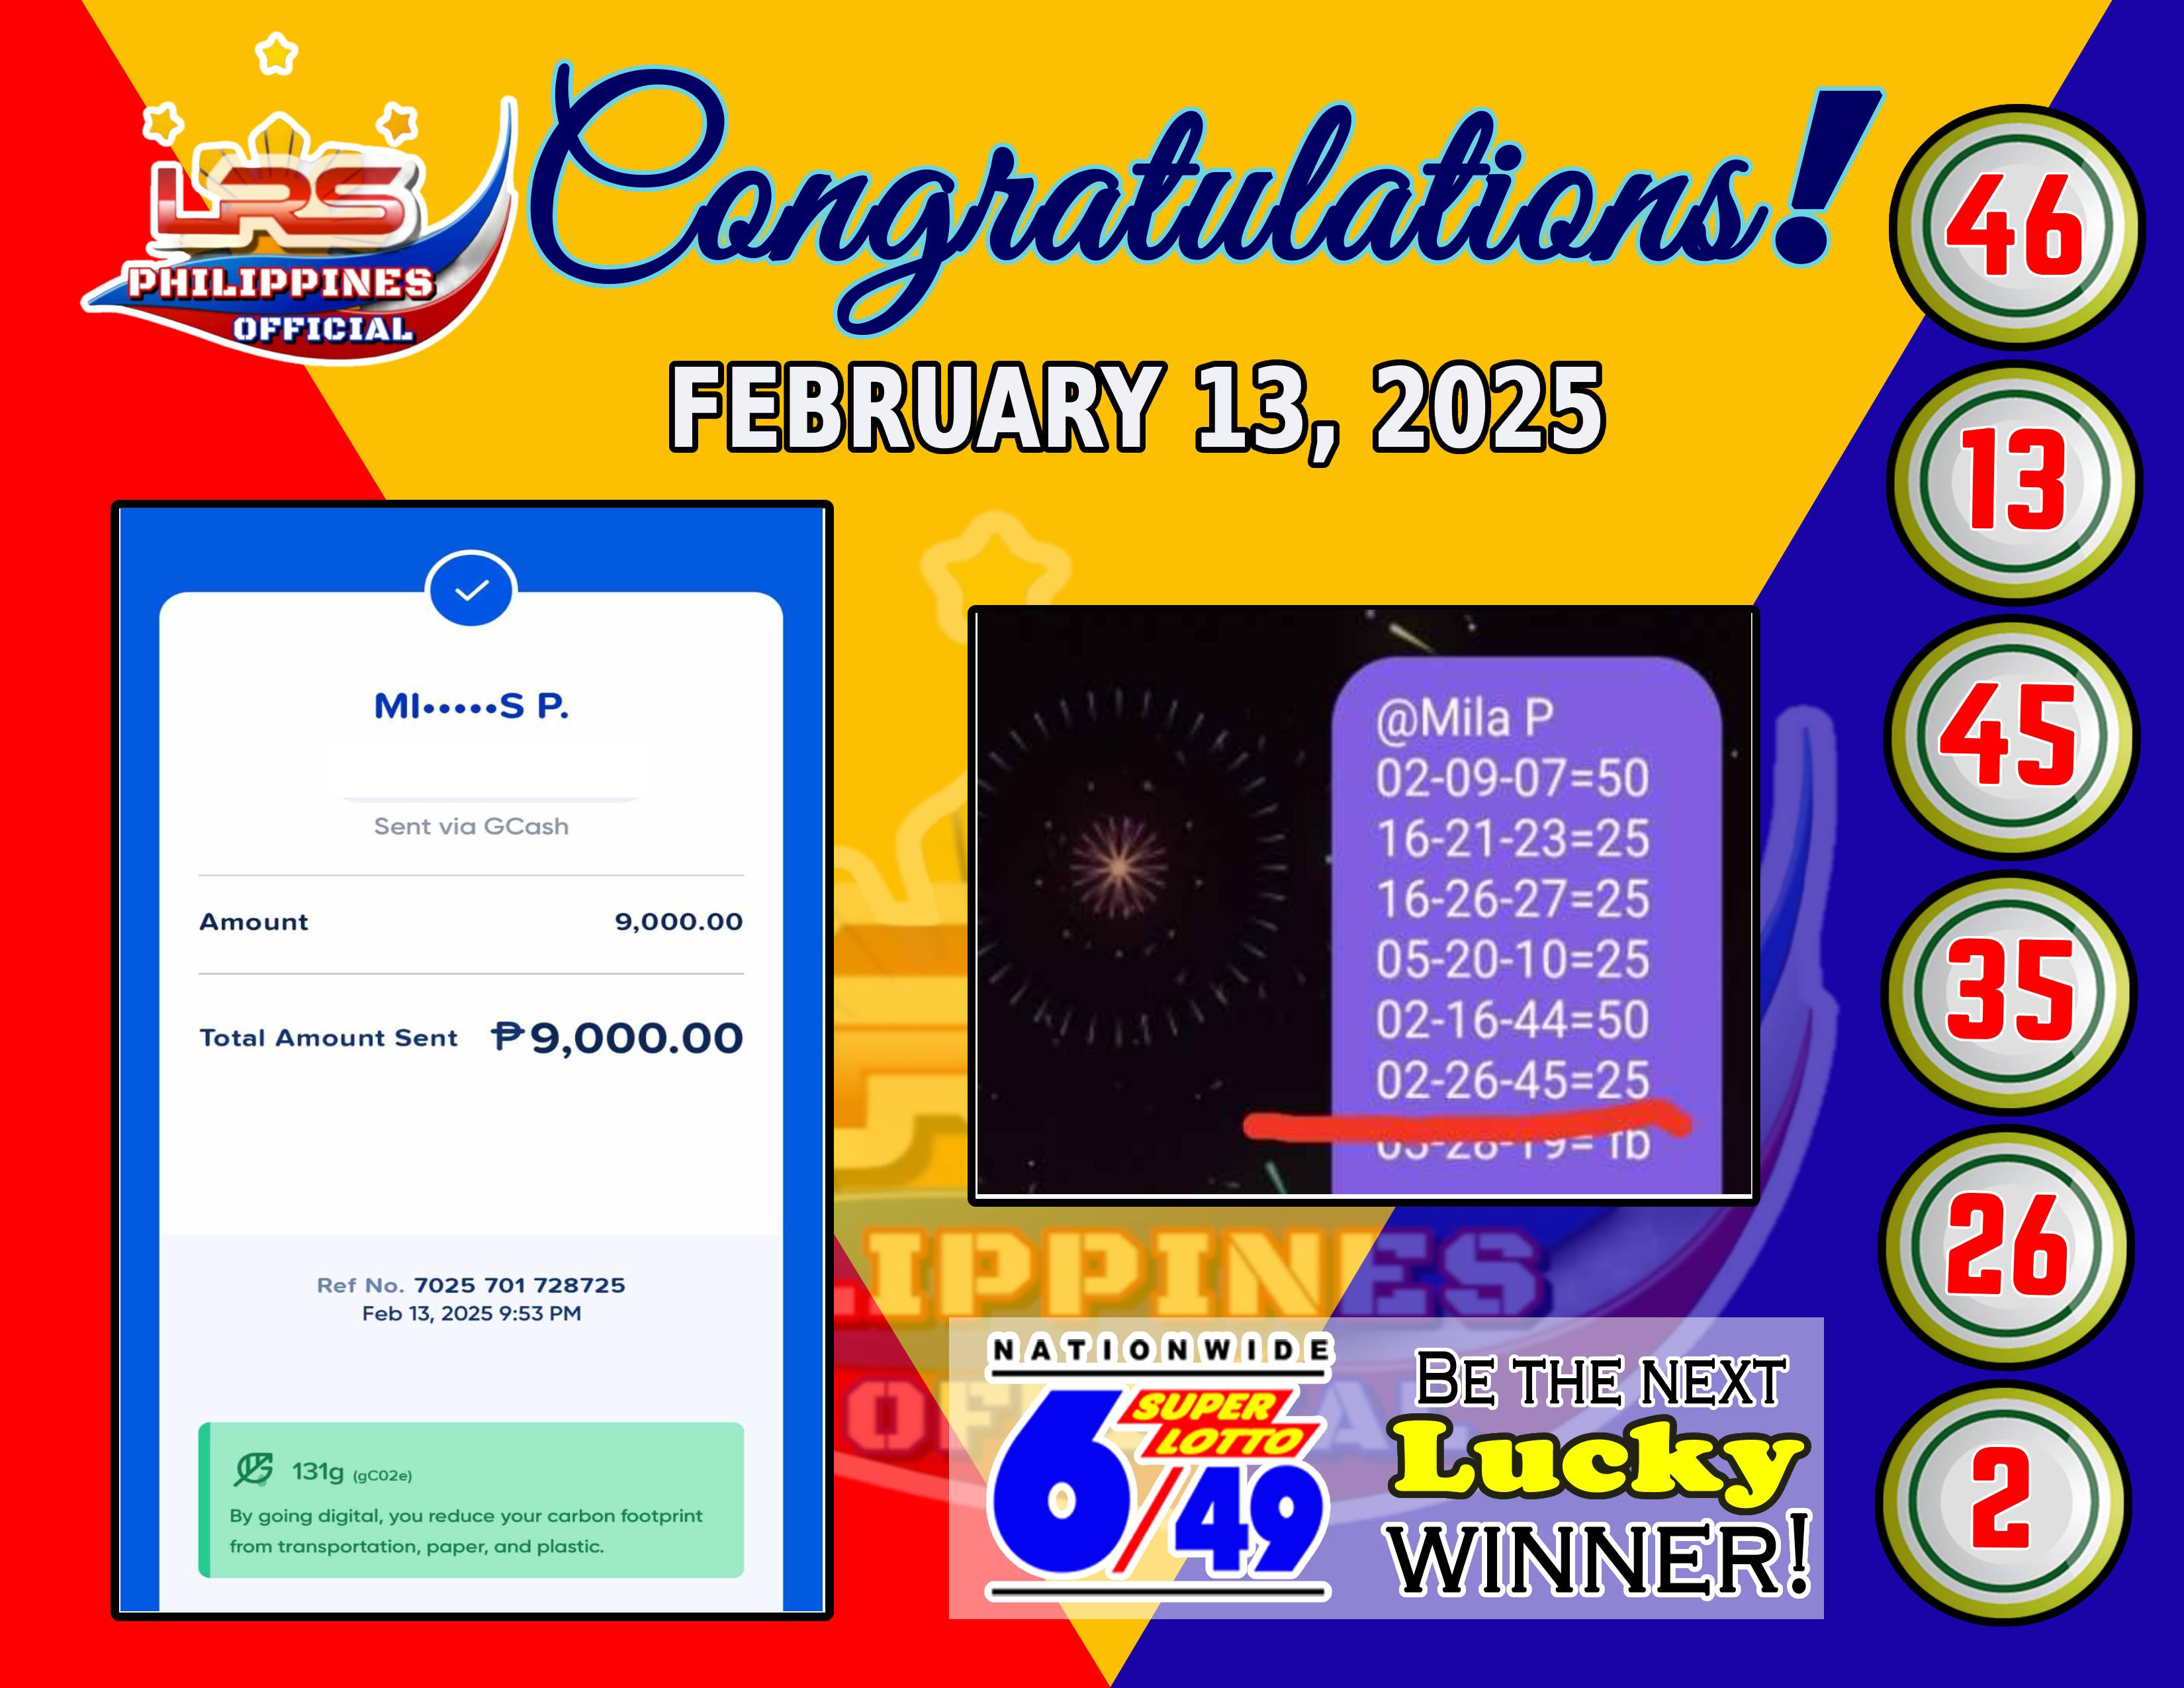 LRS
PHILIPPINES
OFFICIAL
Congratulations!
FEBRUARY 13, 2025
MI•••••S P.
Sent via GCash
Amount 9,000.00
Total Amount Sent ₱9,000.00
Ref No. 7025 701 728725
Feb 13, 2025 9:53 PM
131g (gCO2e)
By going digital, you reduce your carbon footprint
from transportation, paper, and plastic.
@Mila P
02-09-07=50
16-21-23=25
16-26-27=25
05-20-10=25
02-16-44=50
02-26-45=25
IPPINES
NATIONWIDE
6/49
SUPER
LOTTO
BE THE NEXT
Lucky
WINNER!
46
13
45
35
26
2